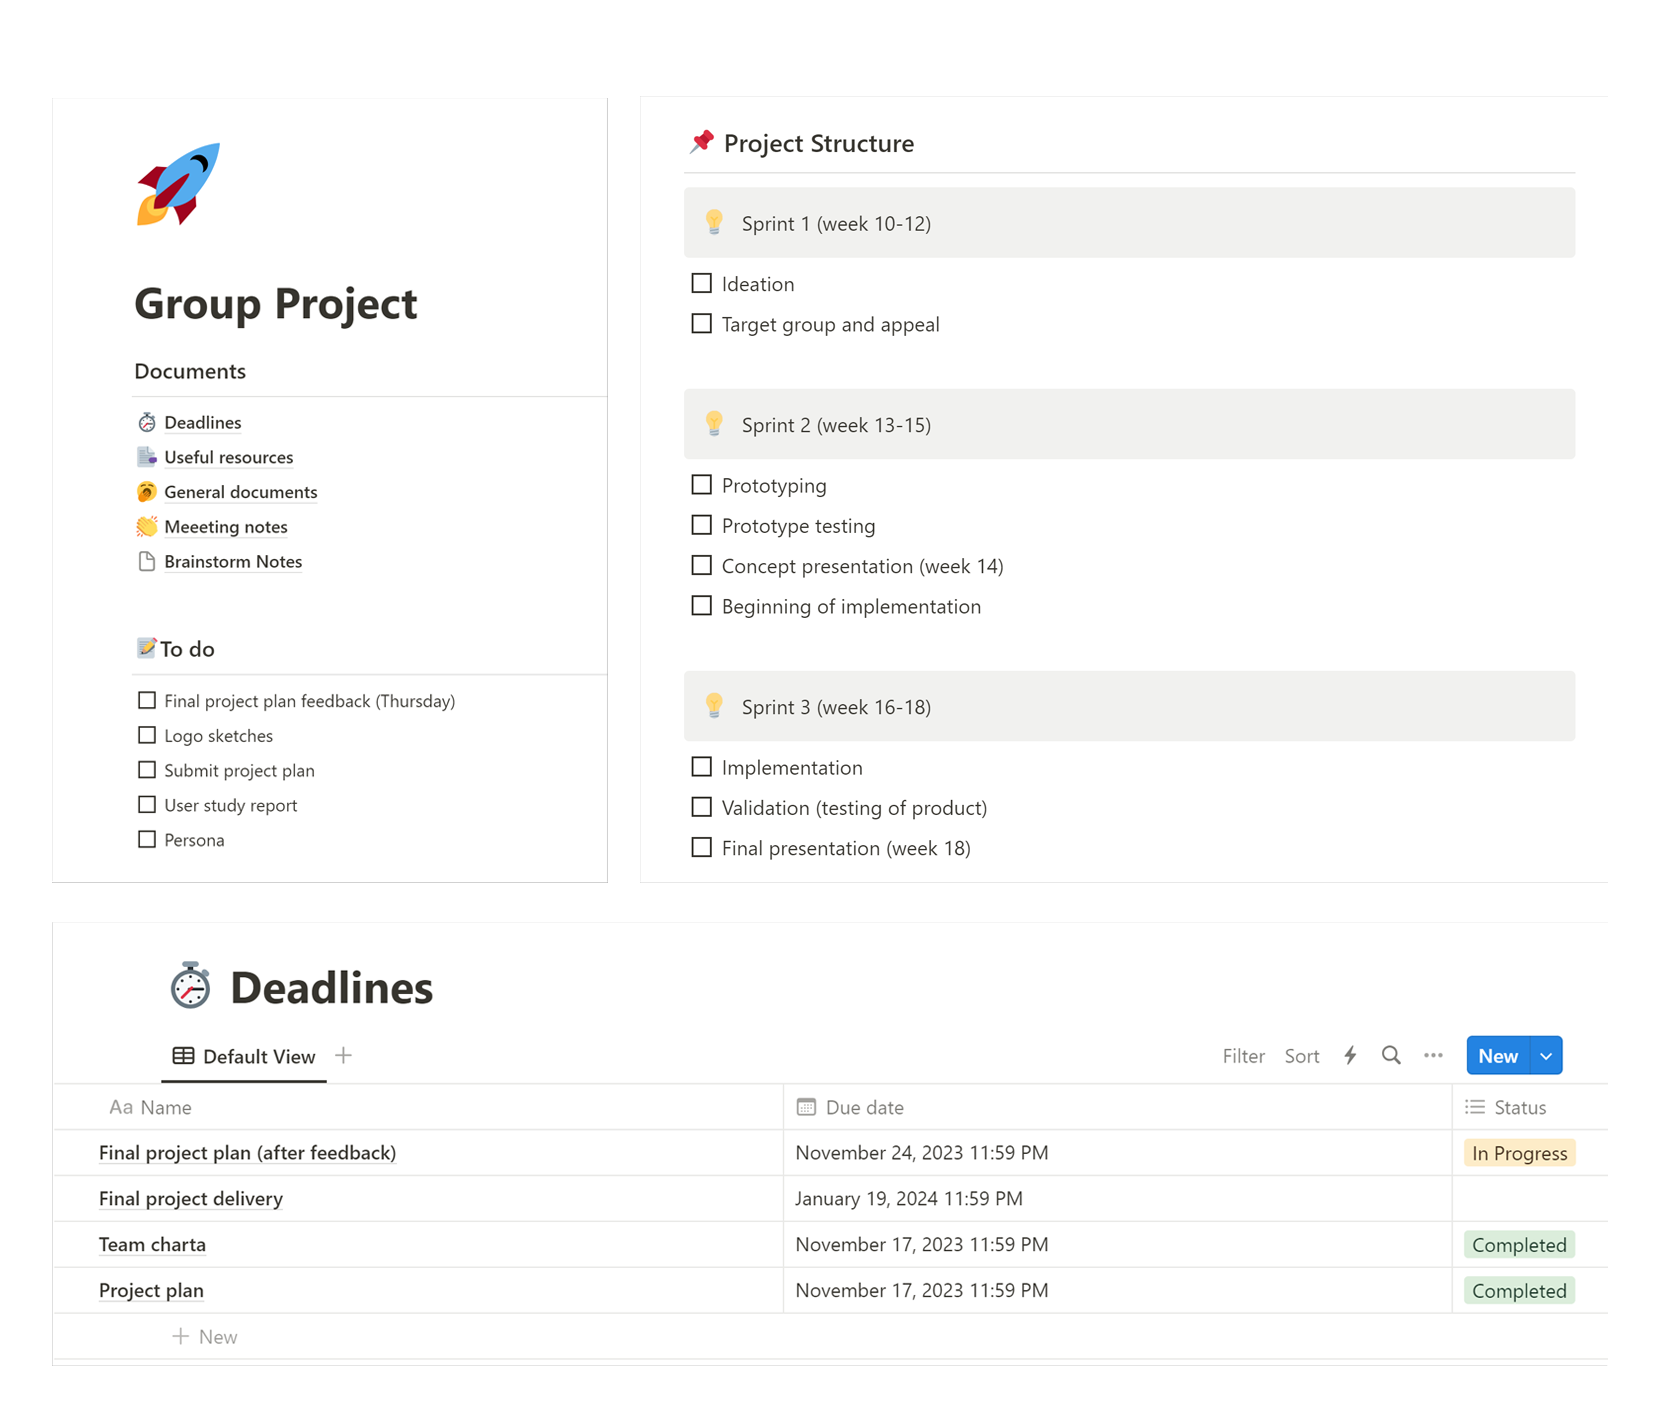 Group Project
Documents
Deadlines
Useful resources
General documents
Meeeting notes
Brainstorm Notes
To do
Final project plan feedback (Thursday)
Logo sketches
Submit project plan
User study report
Persona
Project Structure
Sprint 1 (week 10-12)
Ideation
Target group and appeal
Sprint 2 (week 13-15)
Prototyping
Prototype testing
Concept presentation (week 14)
Beginning of implementation
Sprint 3 (week 16-18)
Implementation
Validation (testing of product)
Final presentation (week 18)
Deadlines
Default View Filter Sort New
Aa Name Due date Status
Final project plan (after feedback) November 24, 2023 11:59 PM In Progress
Final project delivery January 19, 2024 11:59 PM
Team charta November 17, 2023 11:59 PM Completed
Project plan November 17, 2023 11:59 PM Completed
New